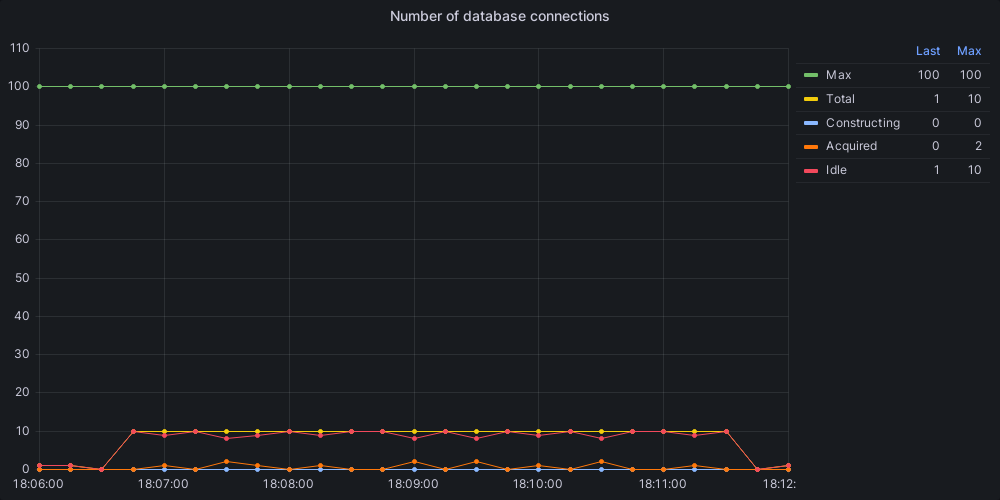 Number of database connections
Last Max
Max 100 100
Total 1 10
Constructing 0 0
Acquired 0 2
Idle 1 10
110
100
90
80
70
60
50
40
30
20
10
0
18:06:00 18:07:00 18:08:00 18:09:00 18:10:00 18:11:00 18:12: